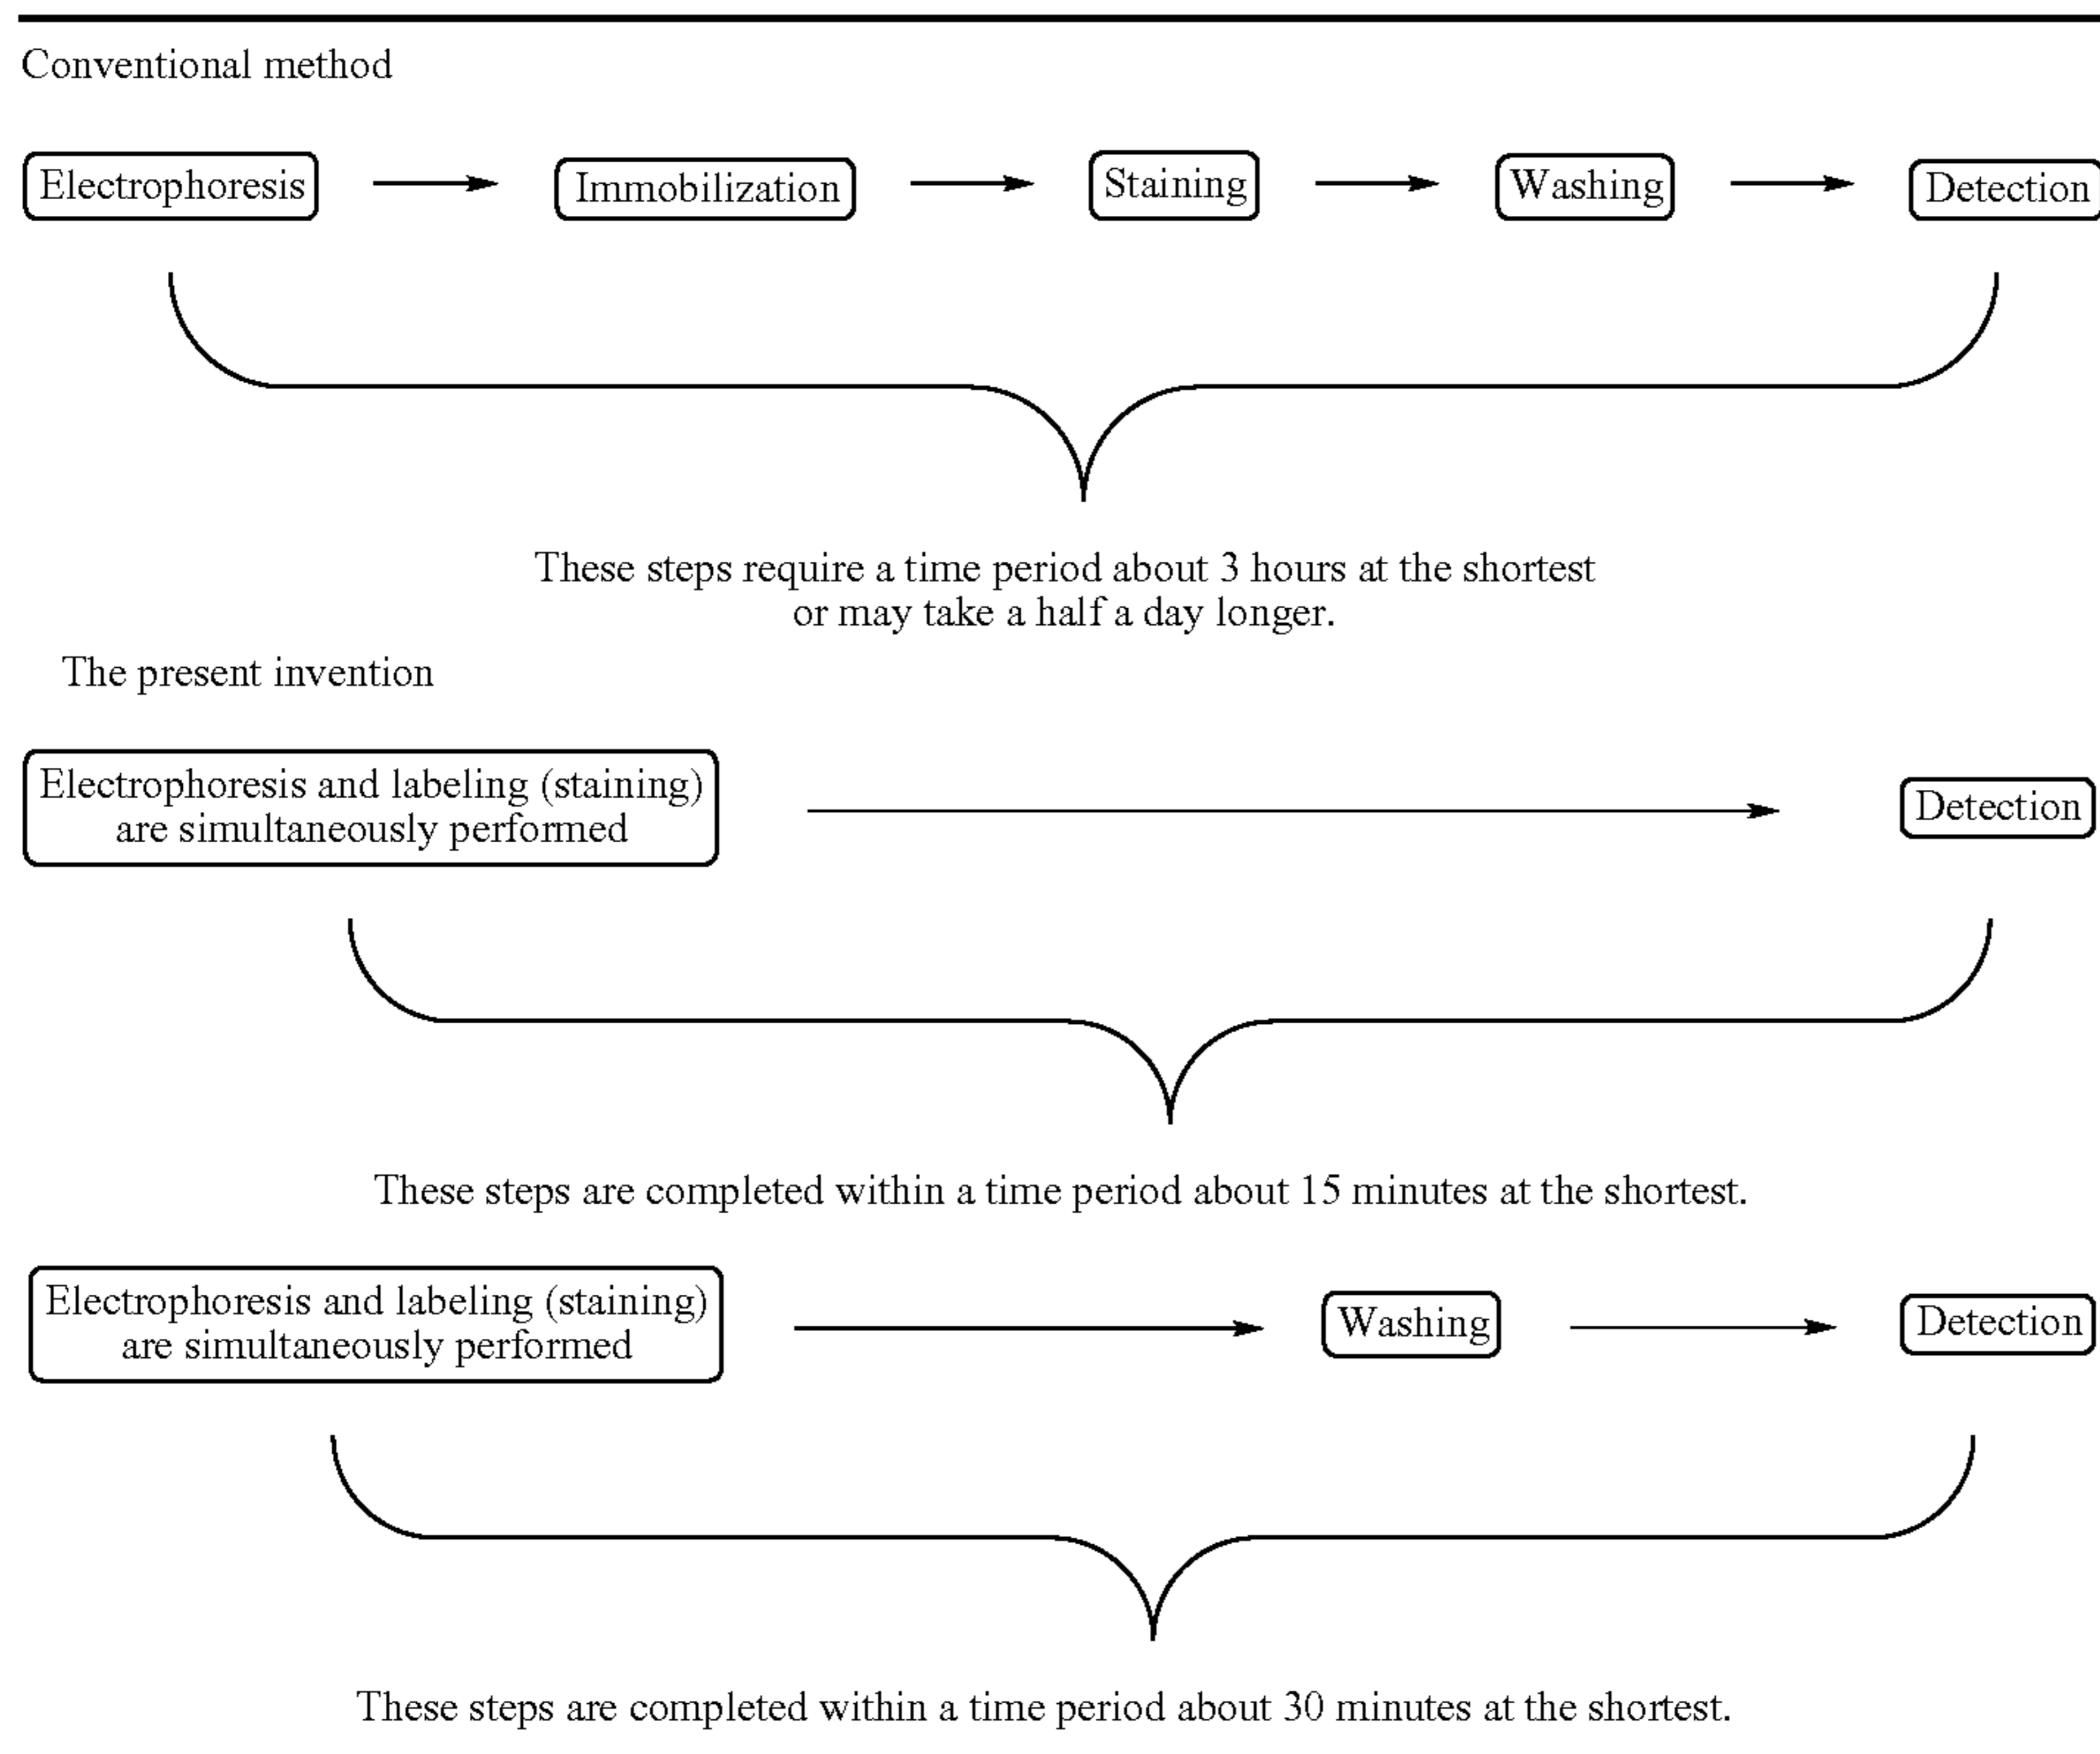 Conventional method
Electrophoresis Immobilization Staining Washing Detection
These steps require a time period about 3 hours at the shortest
or may take a half a day longer.
The present invention
Electrophoresis and labeling (staining)
are simultaneously performed
Detection
These steps are completed within a time period about 15 minutes at the shortest.
Electrophoresis and labeling (staining)
are simultaneously performed
Washing Detection
These steps are completed within a time period about 30 minutes at the shortest.